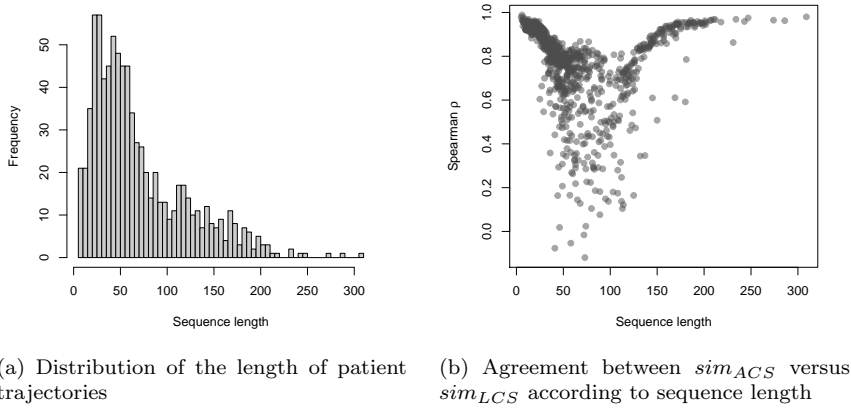 Frequency
50
40
30
20
10
0
0 50 100 150 200 250 300
Sequence length
Spearman ρ
1.0
0.8
0.6
0.4
0.2
0.0
0 50 100 150 200 250 300
Sequence length
(a) Distribution of the length of patient
trajectories
(b) Agreement between simACS versus
simLCS according to sequence length